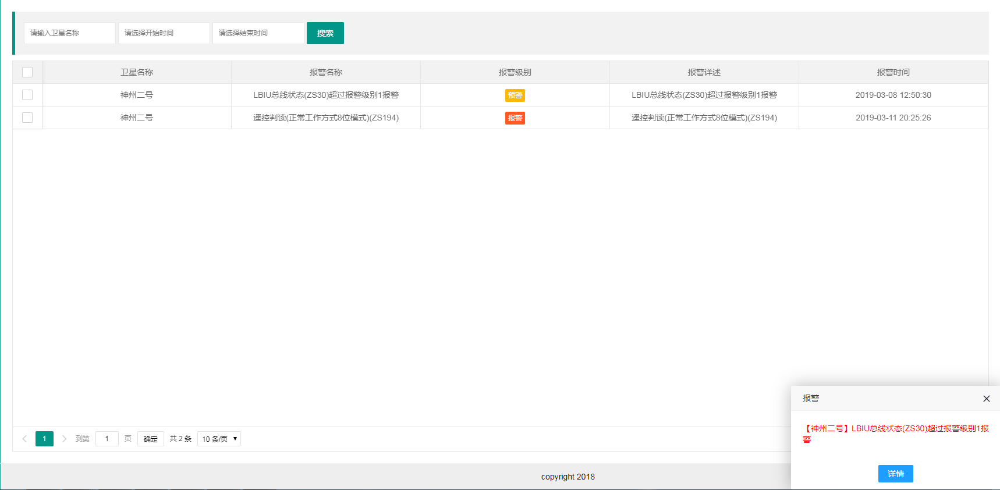 请输入卫星名称 请选择开始时间 请选择结束时间 搜索
卫星名称 报警名称 报警级别 报警详述 报警时间
神州二号 LBIU总线状态(ZS30)超过报警级别1报警 预警 LBIU总线状态(ZS30)超过报警级别1报警 2019-03-08 12:50:30
神州二号 遥控判读(正常工作方式8位模式)(ZS194) 报警 遥控判读(正常工作方式8位模式)(ZS194) 2019-03-11 20:25:26
报警
【神州二号】LBIU总线状态(ZS30)超过报警级别1报
警
详情
1 到第 1 页 确定 共 2 条 10 条/页
copyright 2018